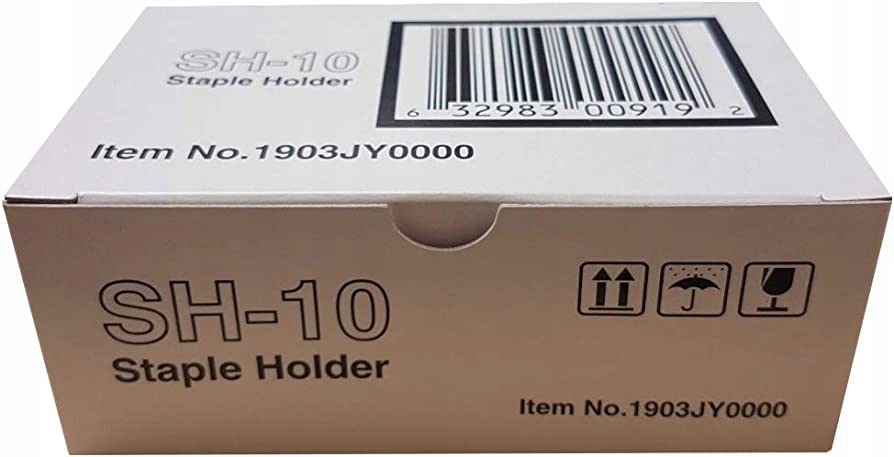 SH-10
Staple Holder
6 32983 00919 2
Item No.1903JY0000
SH-10
Staple Holder
Item No.1903JY0000